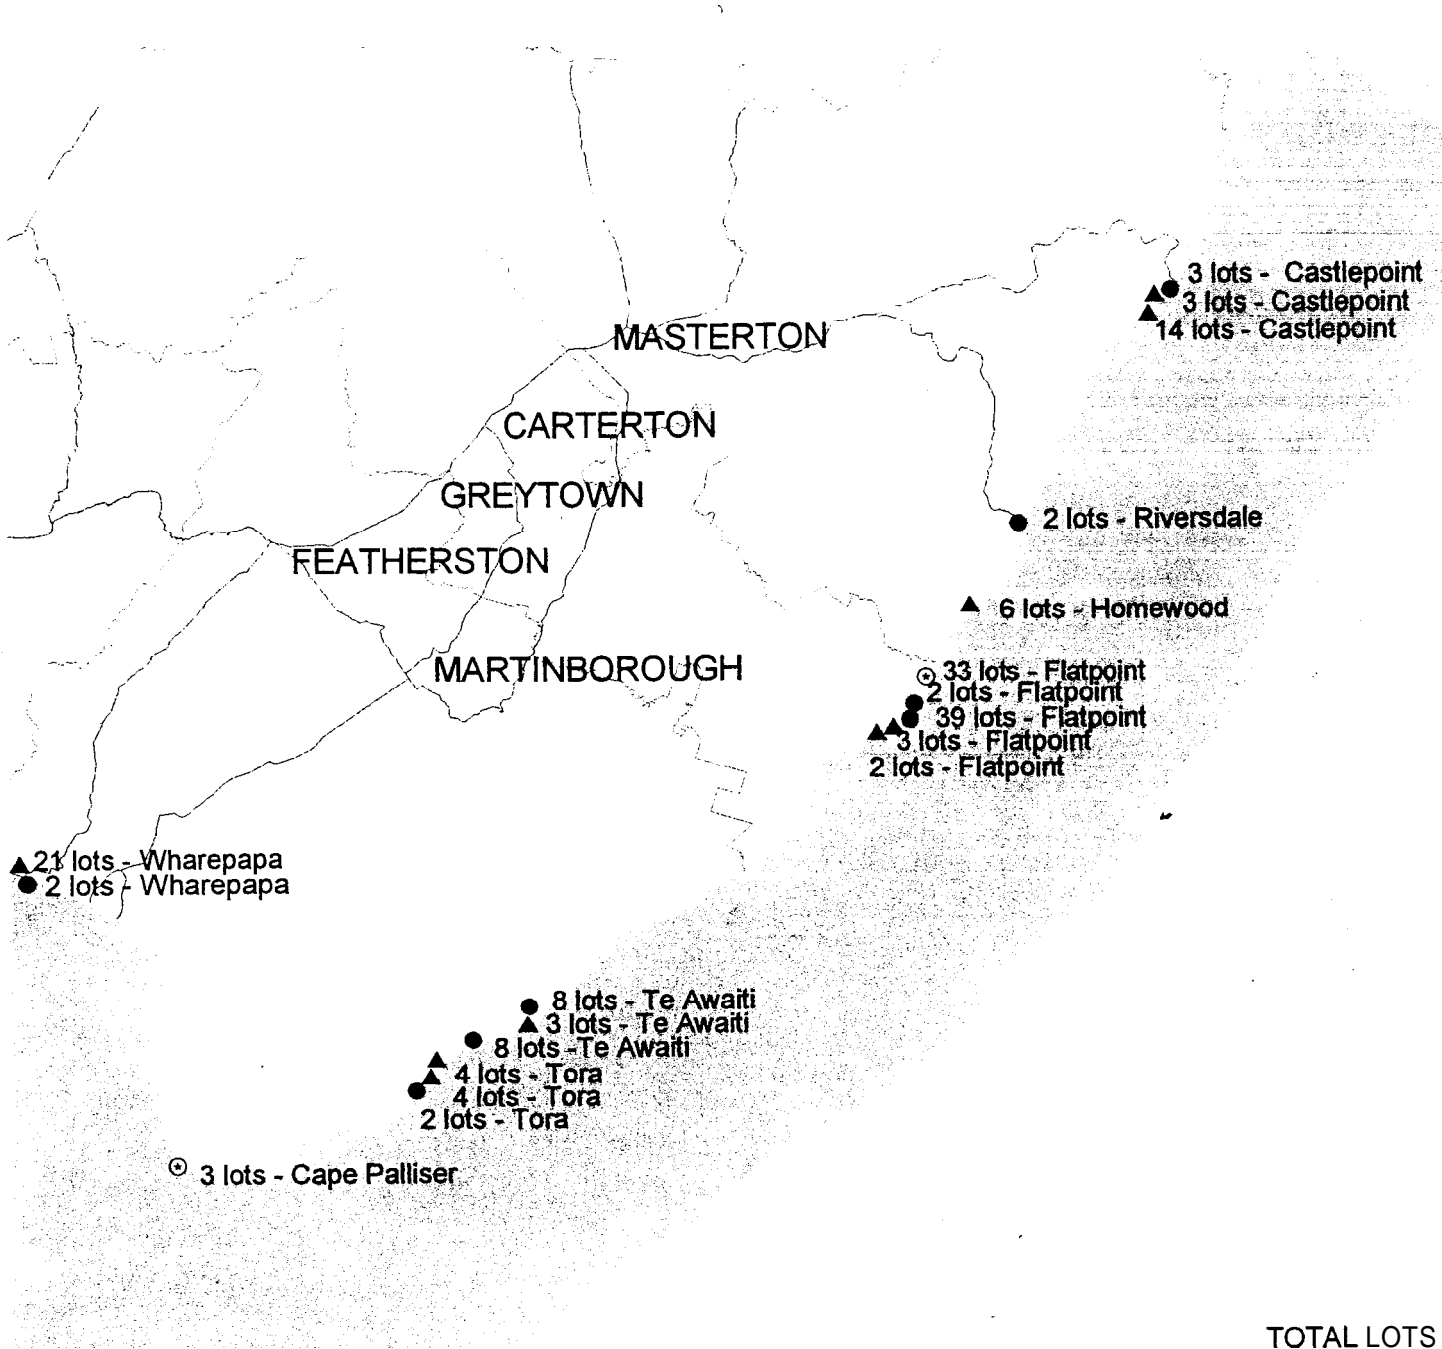 3 lots - Castlepoint
3 lots - Castlepoint
14 lots - Castlepoint
MASTERTON
CARTERTON
GREYTOWN
2 lots - Riversdale
FEATHERSTON
6 lots - Homewood
MARTINBOROUGH
33 lots - Flatpoint
2 lots - Flatpoint
39 lots - Flatpoint
3 lots - Flatpoint
2 lots - Flatpoint
21 lots - Wharepapa
2 lots - Wharepapa
8 lots - Te Awaiti
3 lots - Te Awaiti
8 lots -Te Awaiti
4 lots - Tora
4 lots - Tora
2 lots - Tora
3 lots - Cape Palliser
TOTAL LOTS